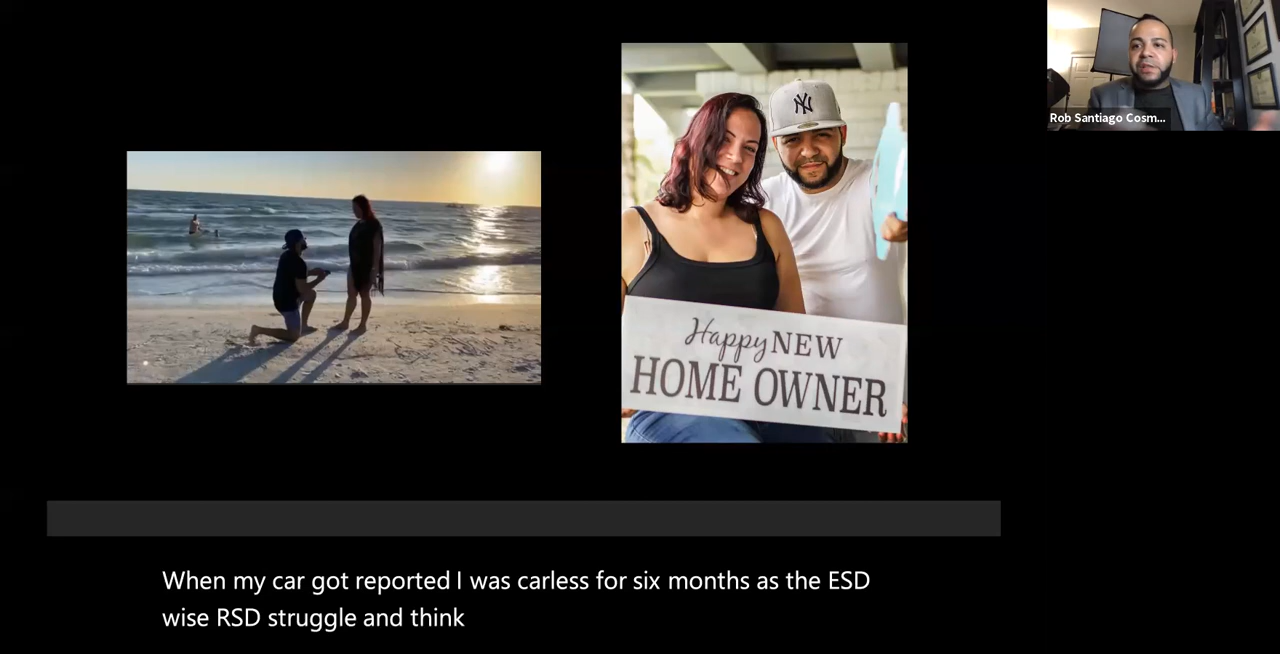 Rob Santiago Cosm...
NY
Happy NEW
HOME OWNER
When my car got reported I was carless for six months as the ESD
wise RSD struggle and think